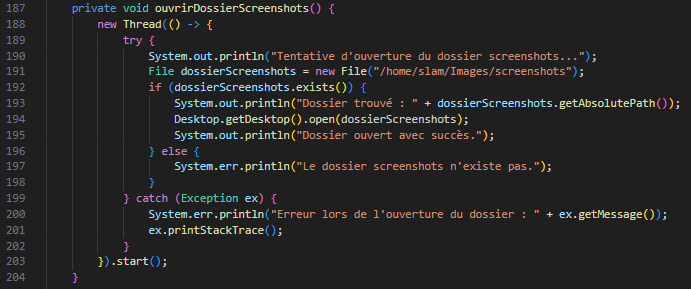 187 private void ouvrirDossierScreenshots() {
188 new Thread(() -> {
189 try {
190 System.out.println("Tentative d'ouverture du dossier screenshots...");
191 File dossierScreenshots = new File("/home/slam/Images/screenshots");
192 if (dossierScreenshots.exists()) {
193 System.out.println("Dossier trouvé : " + dossierScreenshots.getAbsolutePath());
194 Desktop.getDesktop().open(dossierScreenshots);
195 System.out.println("Dossier ouvert avec succès.");
196 } else {
197 System.err.println("Le dossier screenshots n'existe pas.");
198 }
199 } catch (Exception ex) {
200 System.err.println("Erreur lors de l'ouverture du dossier : " + ex.getMessage());
201 ex.printStackTrace();
202 }
203 }).start();
204 }